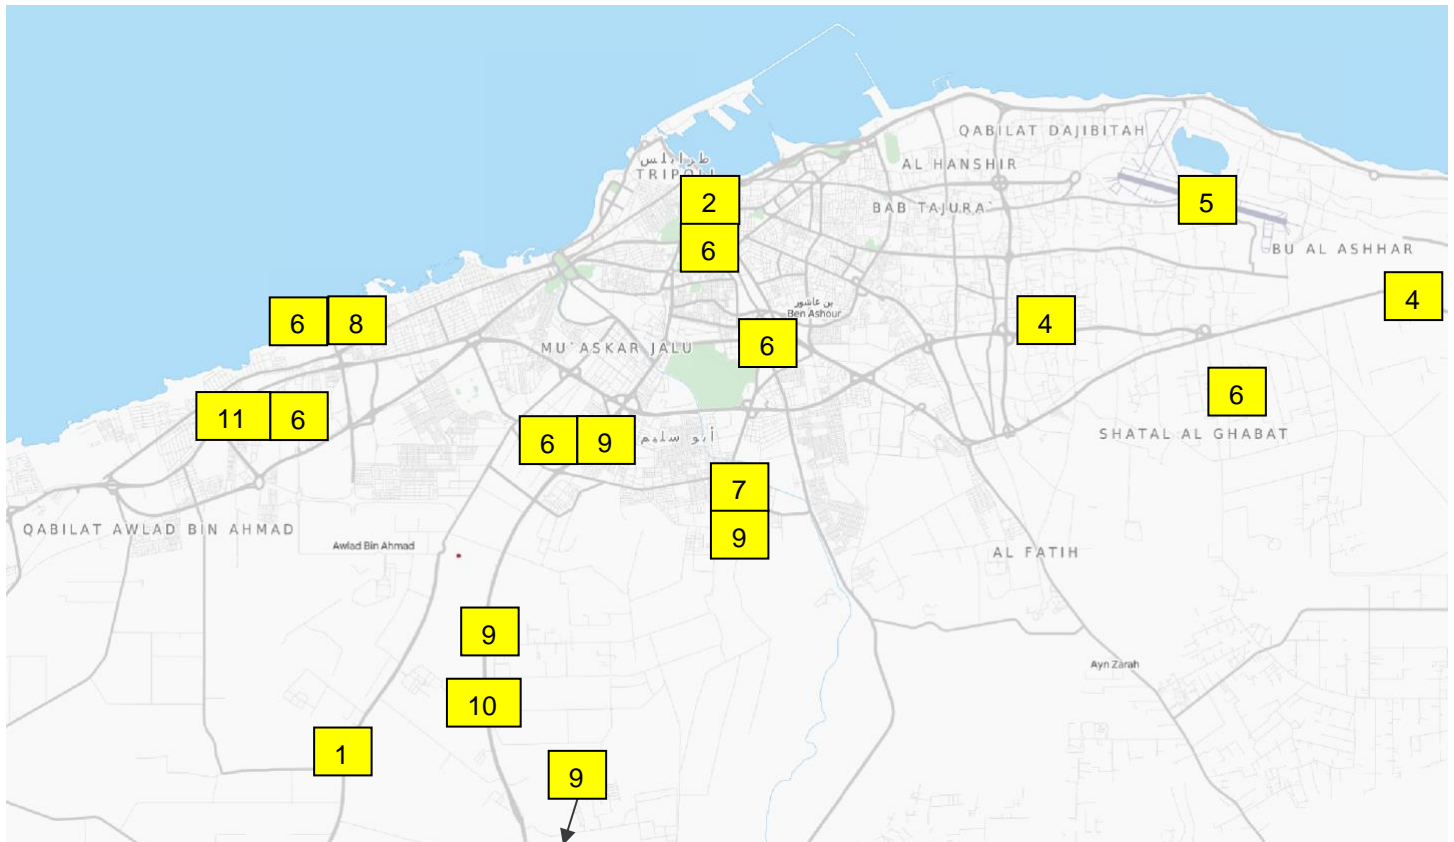 QABILAT DAJIBITAH
طرابلس
TRIPOLI
AL HANSHIR
2
5
BAB TAJURA`
6
BU AL ASHHAR
4
6 8
بن عاشور
Ben Ashour
4
6
MU`ASKAR JALU
6
11 6
6 9
أبو سليم
SHATAL AL GHABAT
7
QABILAT AWLAD BIN AHMAD
9
Awlad Bin Ahmad
AL FATIH
9
Ayn Zarah
10
1
9